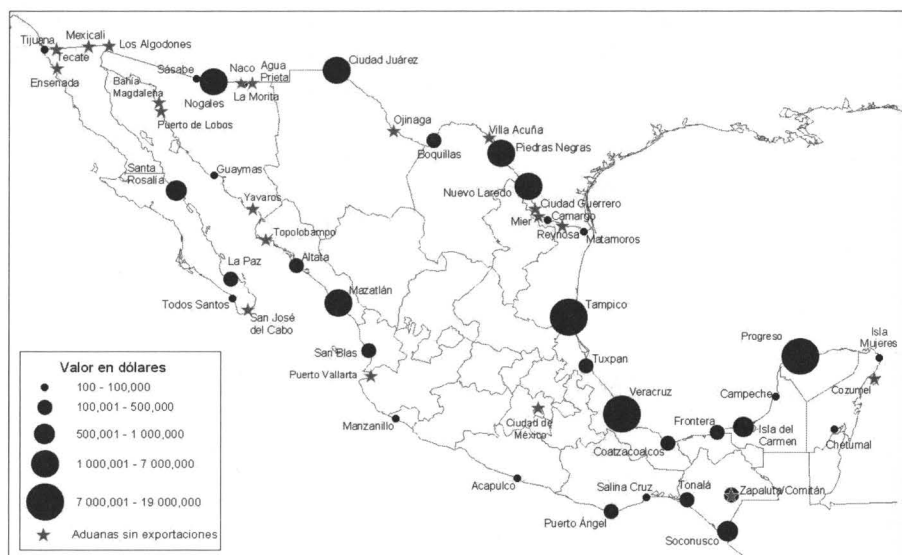 Tijuana
Mexicali
Los Algodones
Tecate
Ensenada
Sásabe
Nogales
Naco
Agua
Prieta
La Morita
Ciudad Juárez
Bahía
Magdalena
Puerto de Lobos
Ojinaga
Boquillas
Villa Acuña
Piedras Negras
Santa
Rosalía
Guaymas
Yavaros
Nuevo Laredo
Ciudad Guerrero
Mier
Camargo
Reynosa
Matamoros
Topolobampo
La Paz
Altata
Todos Santos
San José
del Cabo
Mazatlán
Tampico
San Blas
Tuxpan
Progreso
Isla
Mujeres
Puerto Vallarta
Campeche
Cozumel
Veracruz
Manzanillo
Ciudad de
México
Frontera
Isla del
Carmen
Chetumal
Coatzacoalcos
Acapulco
Salina Cruz
Tonalá
Zapaluta/Comitán
Puerto Ángel
Soconusco
Valor en dólares
100 - 100,000
100,001 - 500,000
500,001 - 1 000,000
1 000,001 - 7 000,000
7 000,001 - 19 000,000
Aduanas sin exportaciones